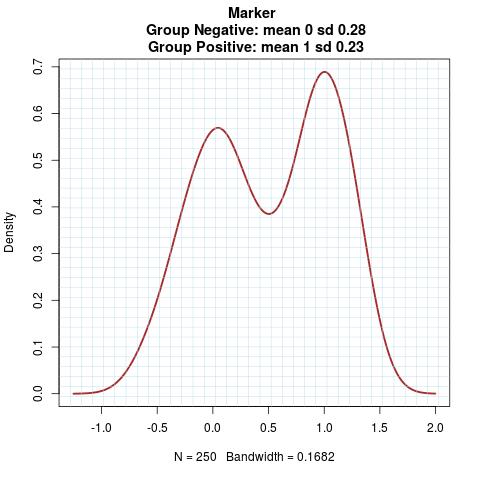 Marker
Group Negative: mean 0 sd 0.28
Group Positive: mean 1 sd 0.23
Density
0.7
0.6
0.5
0.4
0.3
0.2
0.1
0.0
-1.0 -0.5 0.0 0.5 1.0 1.5 2.0
N = 250 Bandwidth = 0.1682